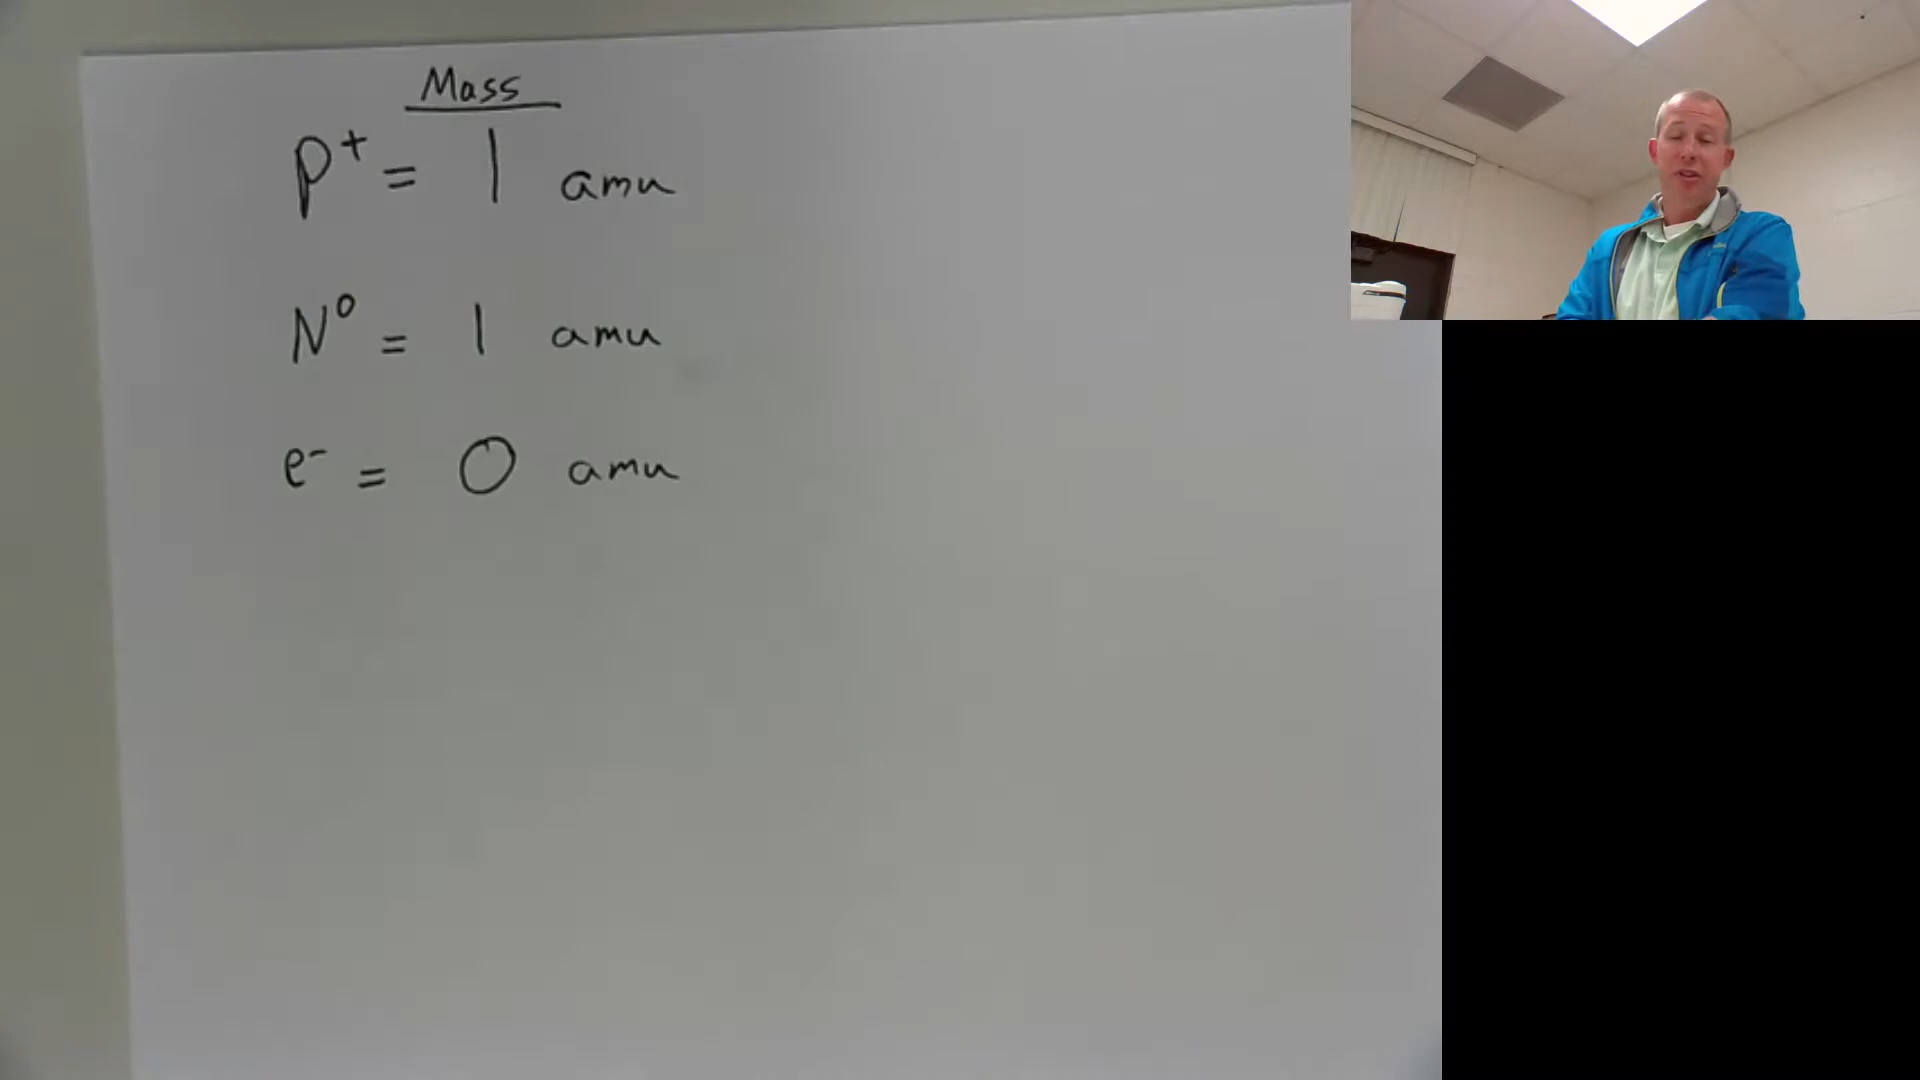 Mass
p⁺ = 1 amu
N⁰ = 1 amu
e⁻ = 0 amu